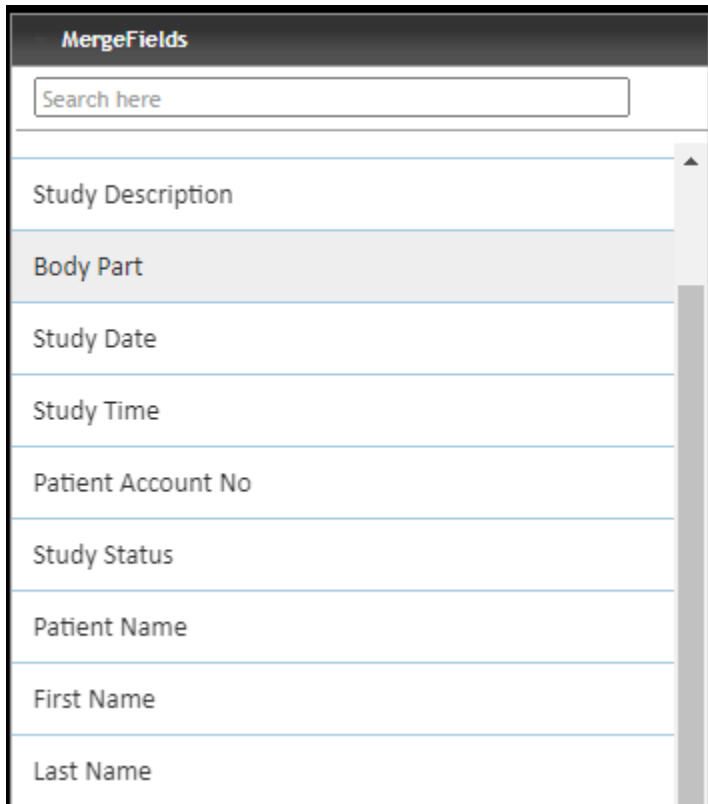 MergeFields
Search here
Study Description
Body Part
Study Date
Study Time
Patient Account No
Study Status
Patient Name
First Name
Last Name